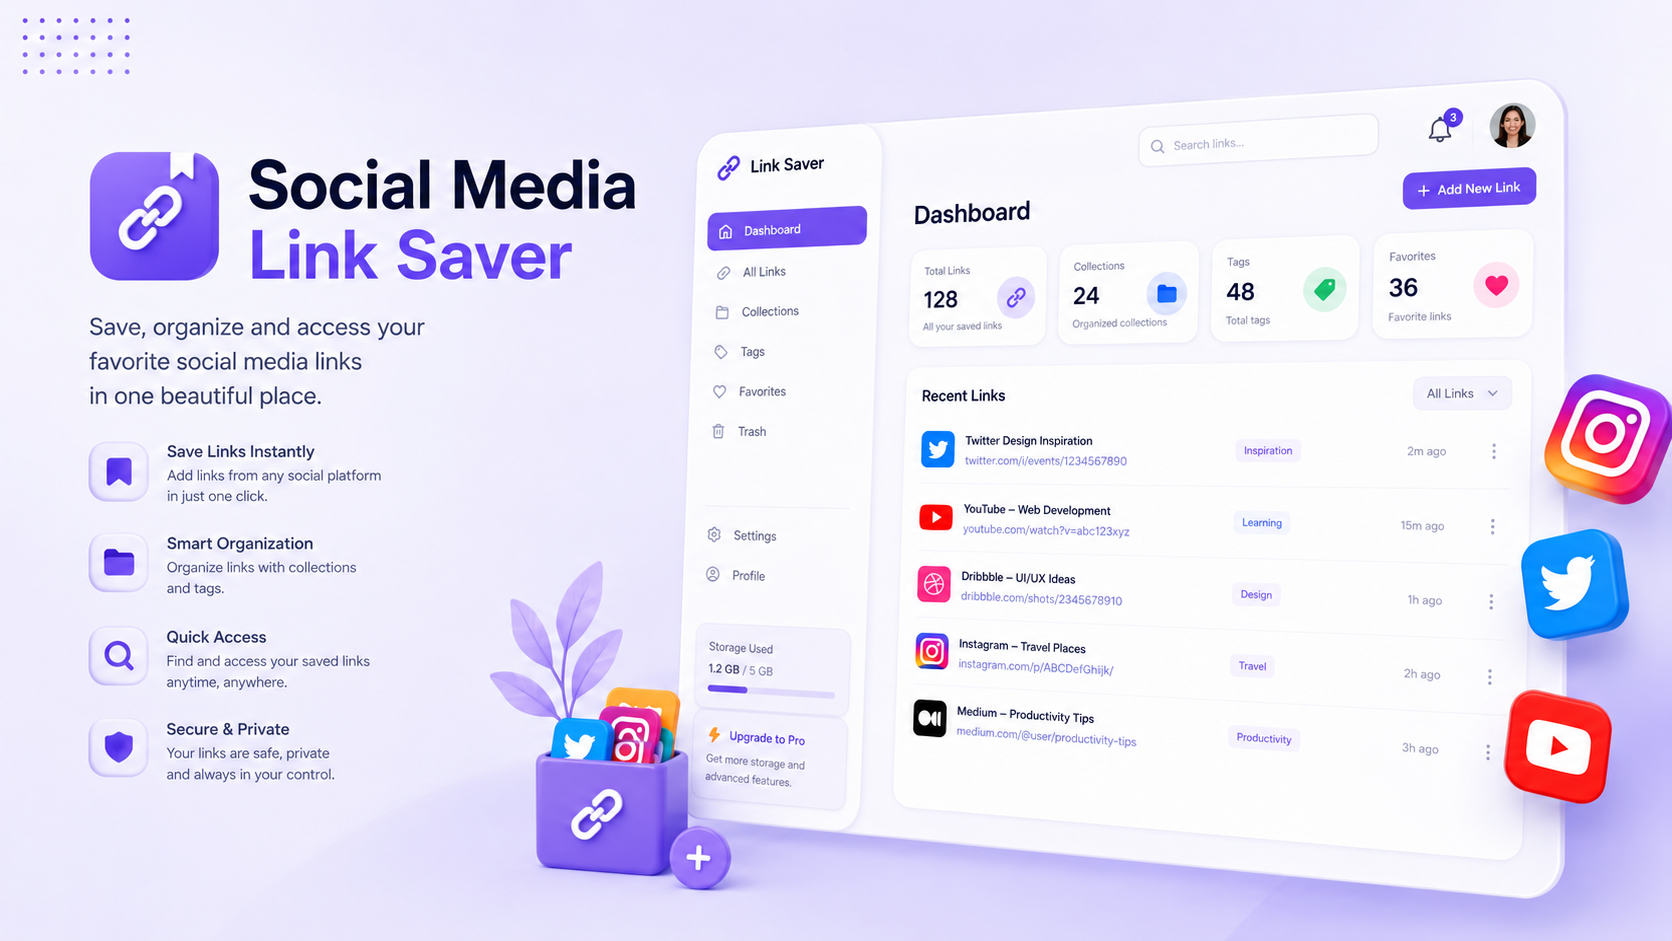 Social Media
Link Saver
Save, organize and access your
favorite social media links
in one beautiful place.
Save Links Instantly
Add links from any social platform
in just one click.
Smart Organization
Organize links with collections
and tags.
Quick Access
Find and access your saved links
anytime, anywhere.
Secure & Private
Your links are safe, private
and always in your control.
Link Saver
Dashboard
All Links
Collections
Tags
Favorites
Trash
Settings
Profile
Storage Used
1.2 GB / 5 GB
Upgrade to Pro
Get more storage and
advanced features.
Search links...
3
Add New Link
Dashboard
Total Links
128
All your saved links
Collections
24
Organized collections
Tags
48
Total tags
Favorites
36
Favorite links
Recent Links
All Links
Twitter Design Inspiration
twitter.com/i/events/1234567890
Inspiration
2m ago
YouTube – Web Development
youtube.com/watch?v=abc123xyz
Learning
15m ago
Dribbble – UI/UX Ideas
dribbble.com/shots/2345678910
Design
1h ago
Instagram – Travel Places
instagram.com/p/ABCDefGhijk/
Travel
2h ago
Medium – Productivity Tips
medium.com/@user/productivity-tips
Productivity
3h ago